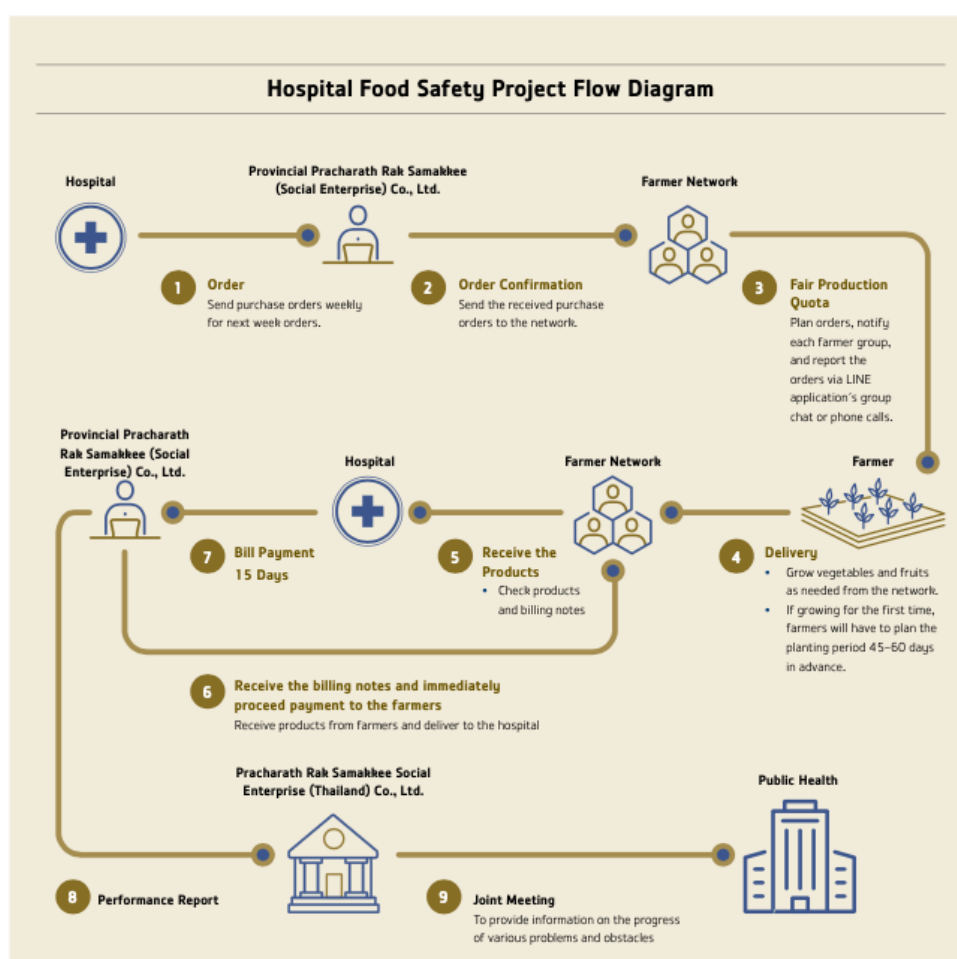 Hospital Food Safety Project Flow Diagram
Hospital
Provincial Pracharath Rak Samakkee
(Social Enterprise) Co., Ltd.
Farmer Network
1
Order
Send purchase orders weekly
for next week orders.
2
Order Confirmation
Send the received purchase
orders to the network.
3
Fair Production
Quota
Plan orders, notify
each farmer group,
and report the
orders via LINE
application's group
chat or phone calls.
Provincial Pracharath
Rak Samakkee (Social
Enterprise) Co., Ltd.
Hospital
Farmer Network
Farmer
7
Bill Payment
15 Days
5
Receive the
Products
• Check products
and billing notes
4
Delivery
• Grow vegetables and fruits
as needed from the network.
• If growing for the first time,
farmers will have to plan the
planting period 45–60 days
in advance.
6
Receive the billing notes and immediately
proceed payment to the farmers
Receive products from farmers and deliver to the hospital
Pracharath Rak Samakkee Social
Enterprise (Thailand) Co., Ltd.
Public Health
8
Performance Report
9
Joint Meeting
To provide information on the progress
of various problems and obstacles